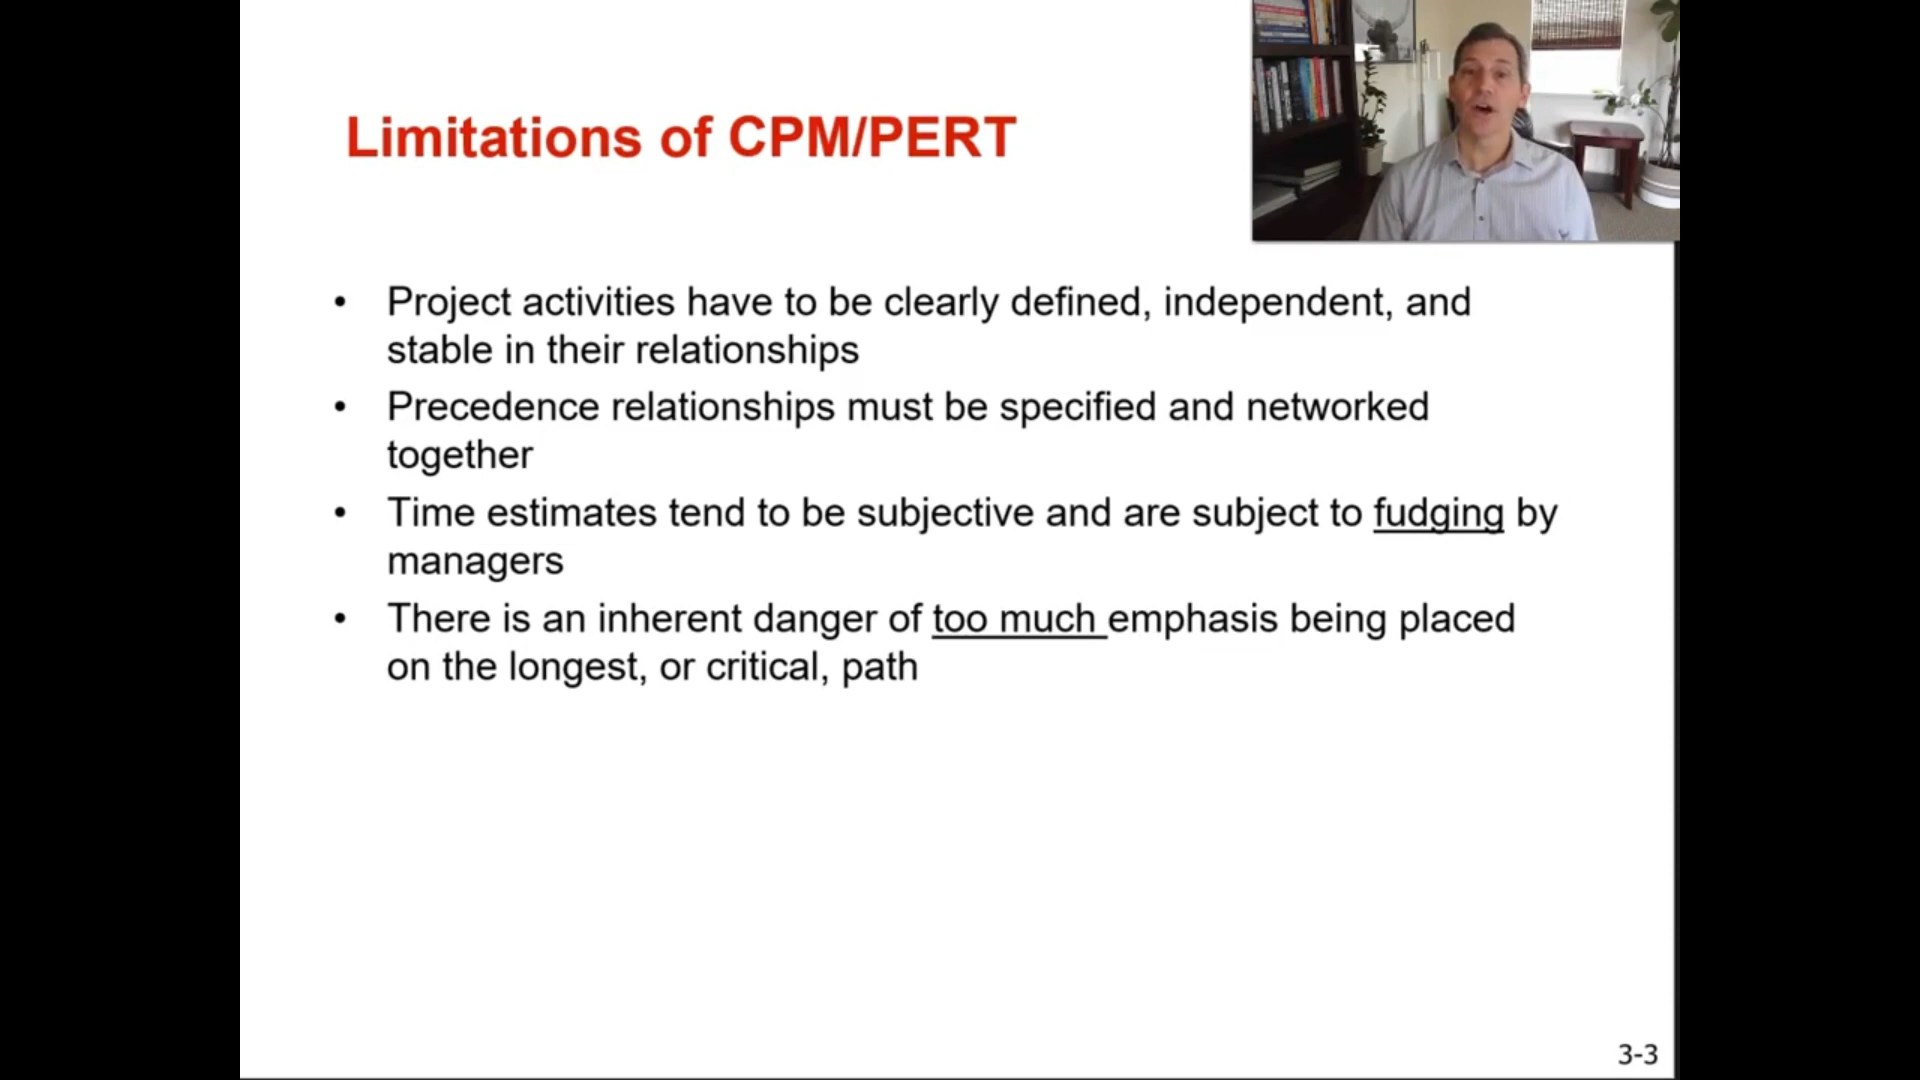 Limitations of CPM/PERT
• Project activities have to be clearly defined, independent, and
stable in their relationships
• Precedence relationships must be specified and networked
together
• Time estimates tend to be subjective and are subject to fudging by
managers
• There is an inherent danger of too much emphasis being placed
on the longest, or critical, path
3-3